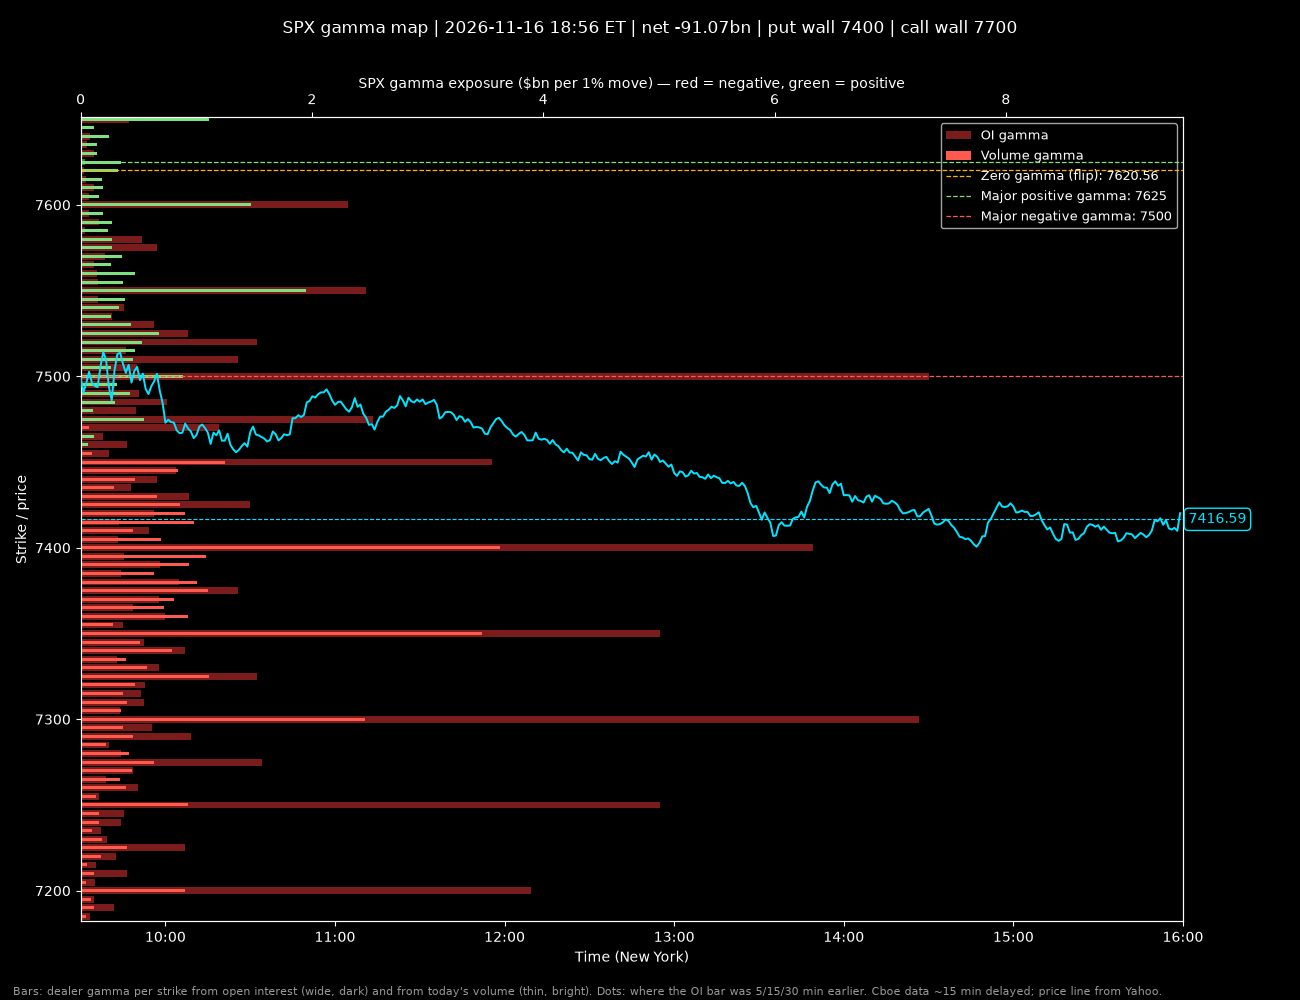 SPX gamma map | 2026-11-16 18:56 ET | net -91.07bn | put wall 7400 | call wall 7700
SPX gamma exposure ($bn per 1% move) — red = negative, green = positive
0 2 4 6 8
OI gamma
Volume gamma
Zero gamma (flip): 7620.56
Major positive gamma: 7625
Major negative gamma: 7500
7600
7500
7400
7300
7200
Strike / price
7416.59
10:00 11:00 12:00 13:00 14:00 15:00 16:00
Time (New York)
Bars: dealer gamma per strike from open interest (wide, dark) and from today's volume (thin, bright). Dots: where the OI bar was 5/15/30 min earlier. Cboe data ~15 min delayed; price line from Yahoo.